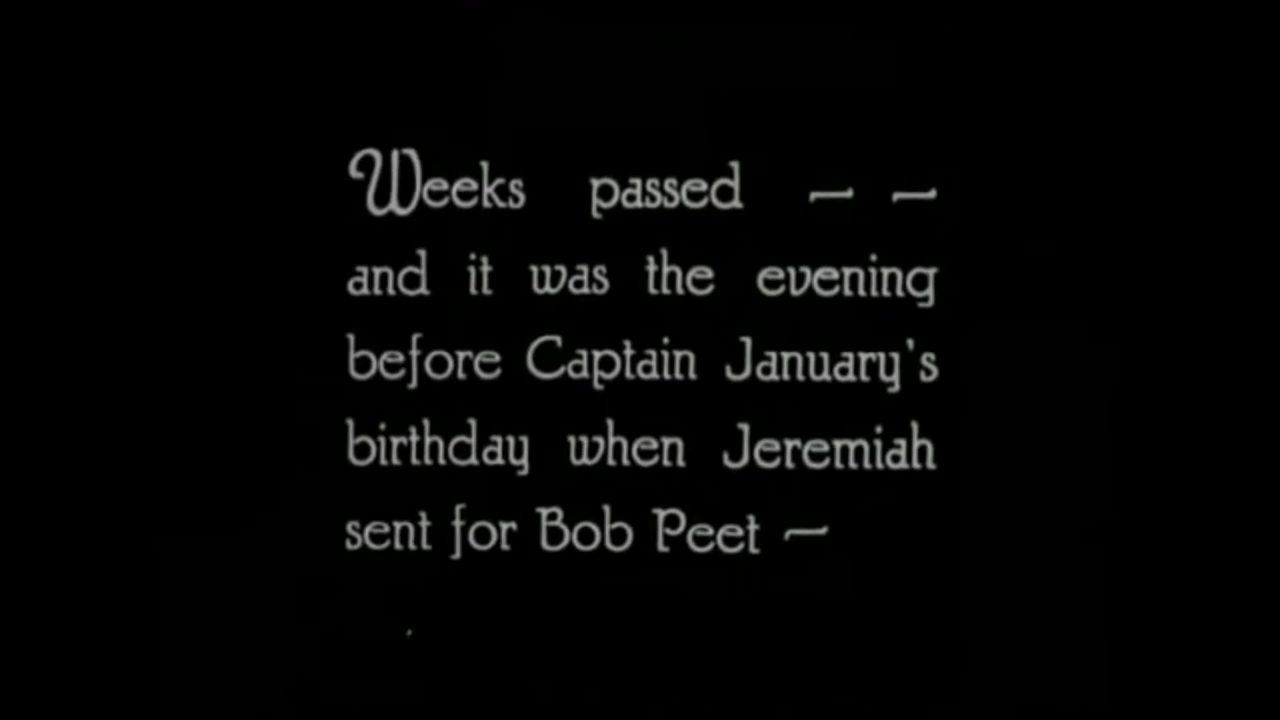 Weeks passed — —
and it was the evening
before Captain January's
birthday when Jeremiah
sent for Bob Peet —